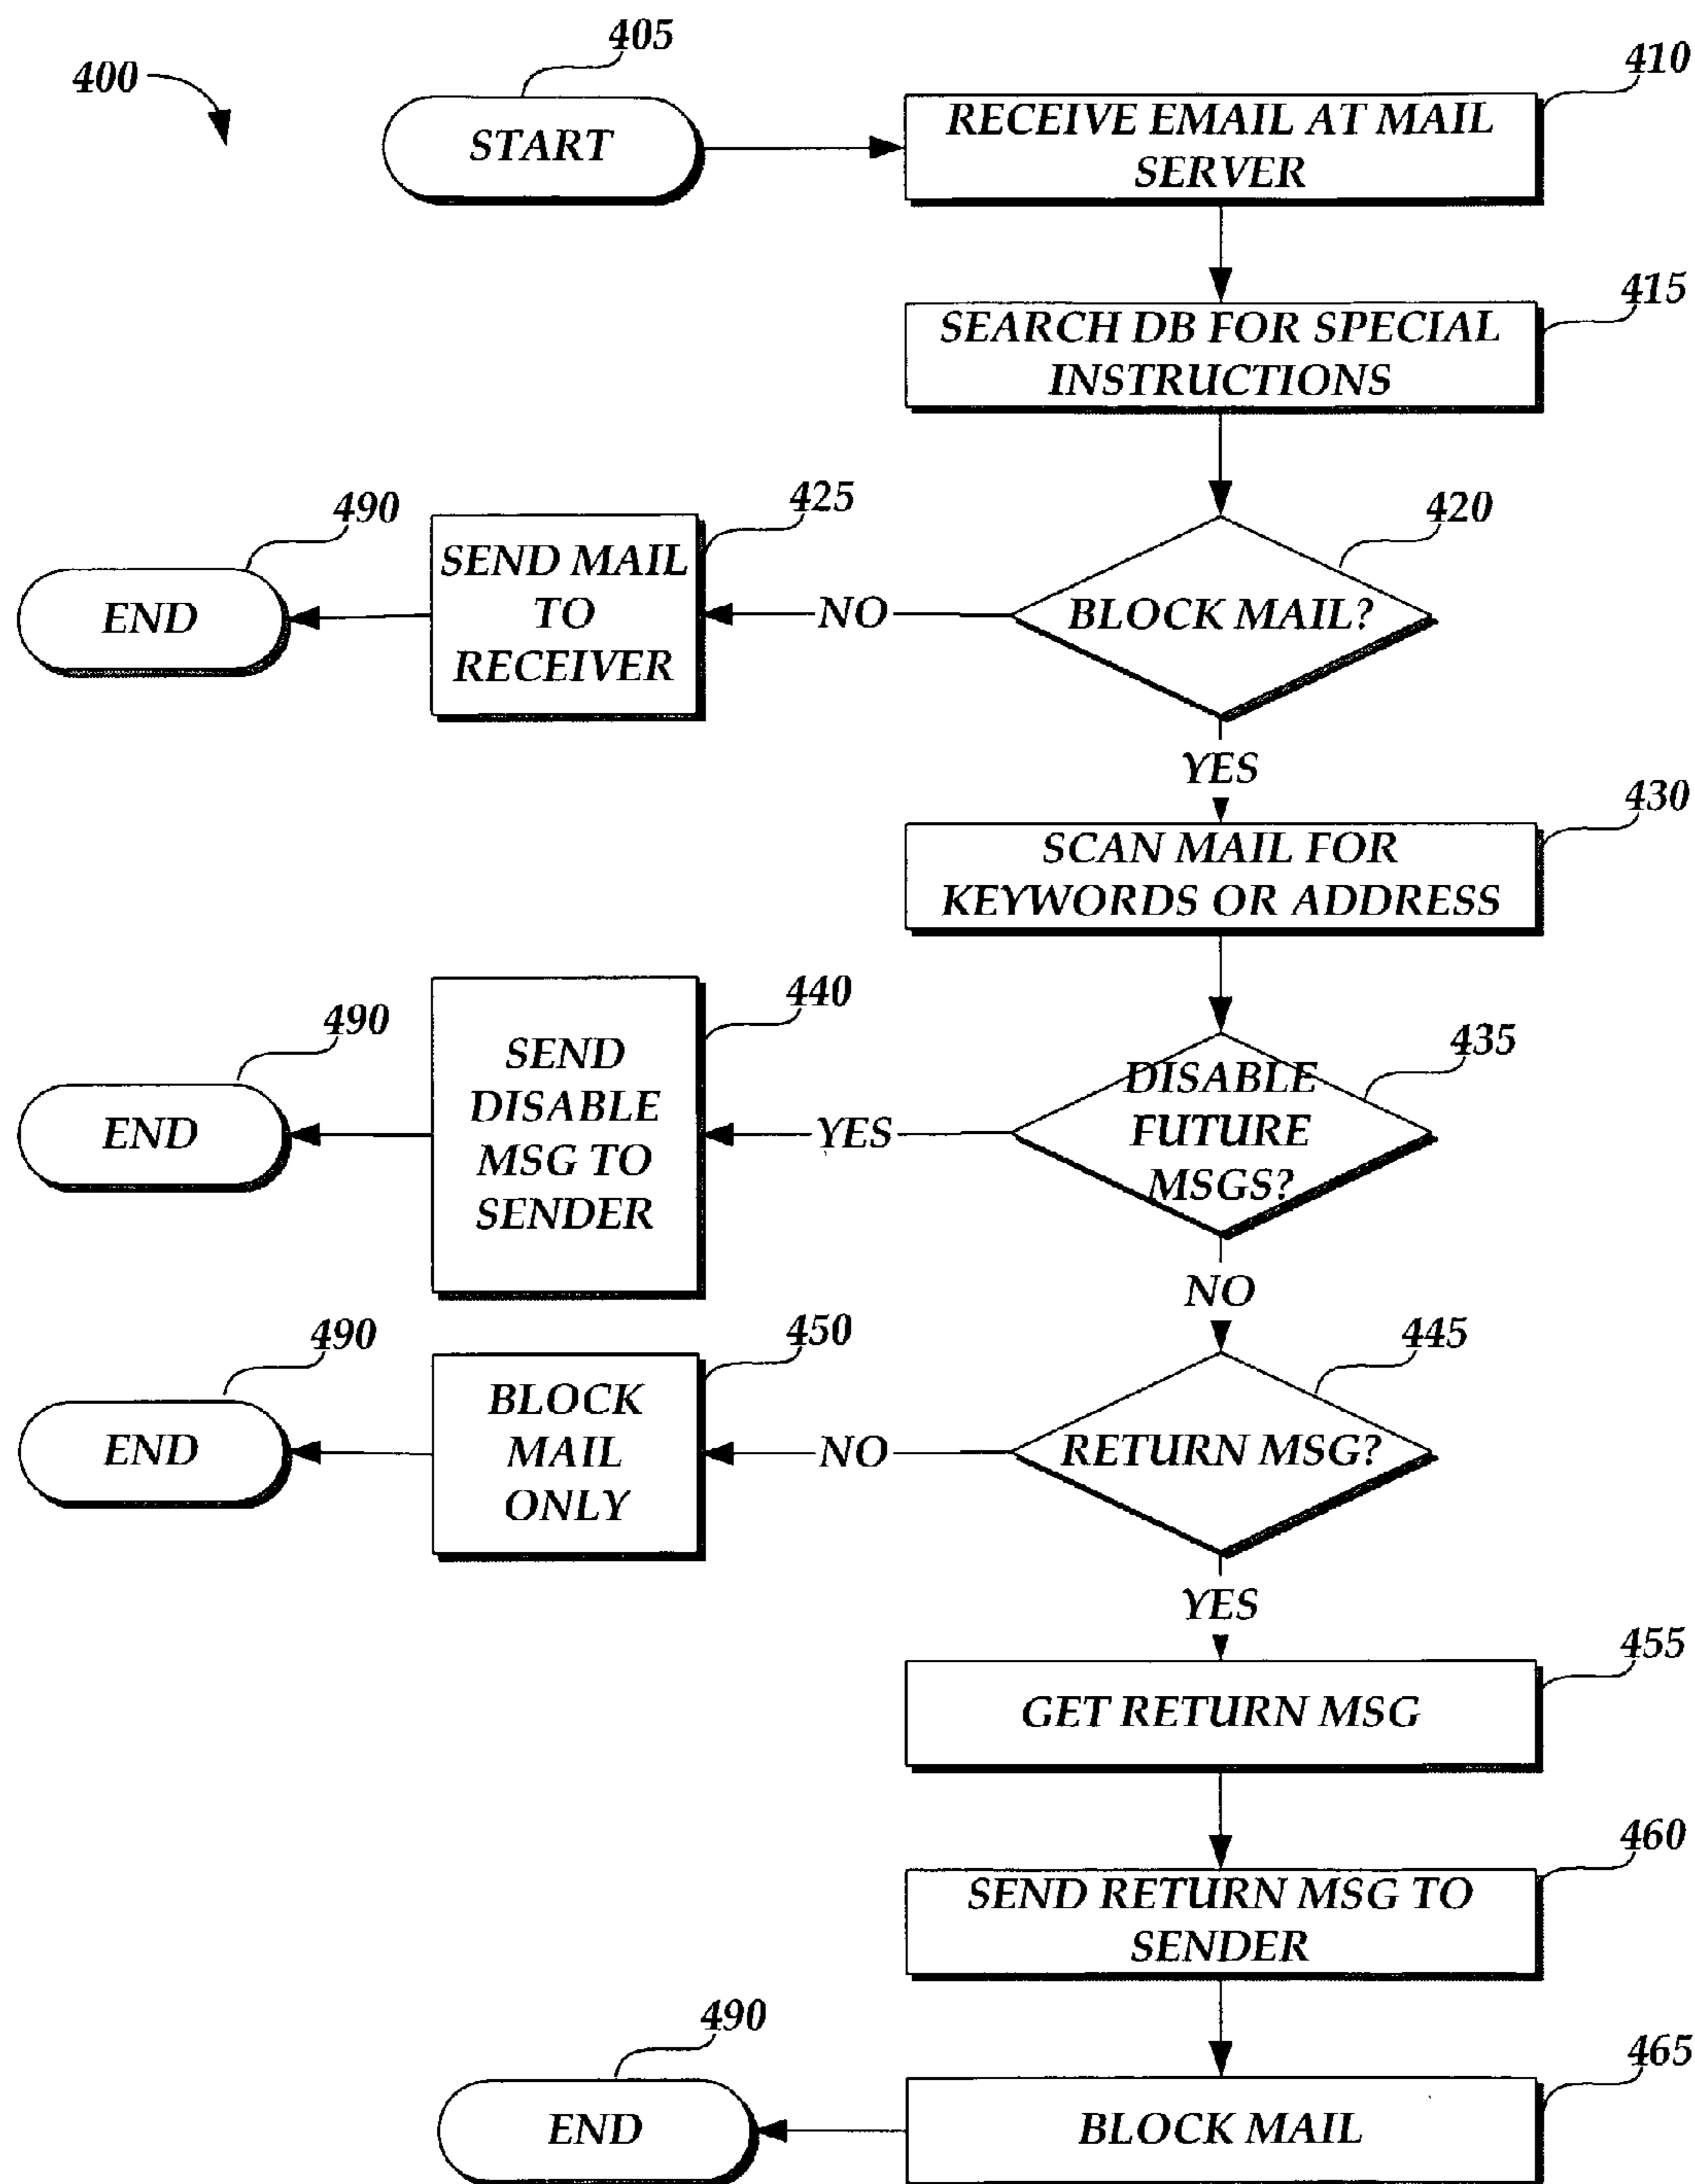 400
405
START
410
RECEIVE EMAIL AT MAIL
SERVER
415
SEARCH DB FOR SPECIAL
INSTRUCTIONS
420
BLOCK MAIL?
NO
425
SEND MAIL
TO
RECEIVER
490
END
YES
430
SCAN MAIL FOR
KEYWORDS OR ADDRESS
435
DISABLE
FUTURE
MSGS?
YES
440
SEND
DISABLE
MSG TO
SENDER
490
END
NO
445
RETURN MSG?
NO
450
BLOCK
MAIL
ONLY
490
END
YES
455
GET RETURN MSG
460
SEND RETURN MSG TO
SENDER
465
BLOCK MAIL
490
END